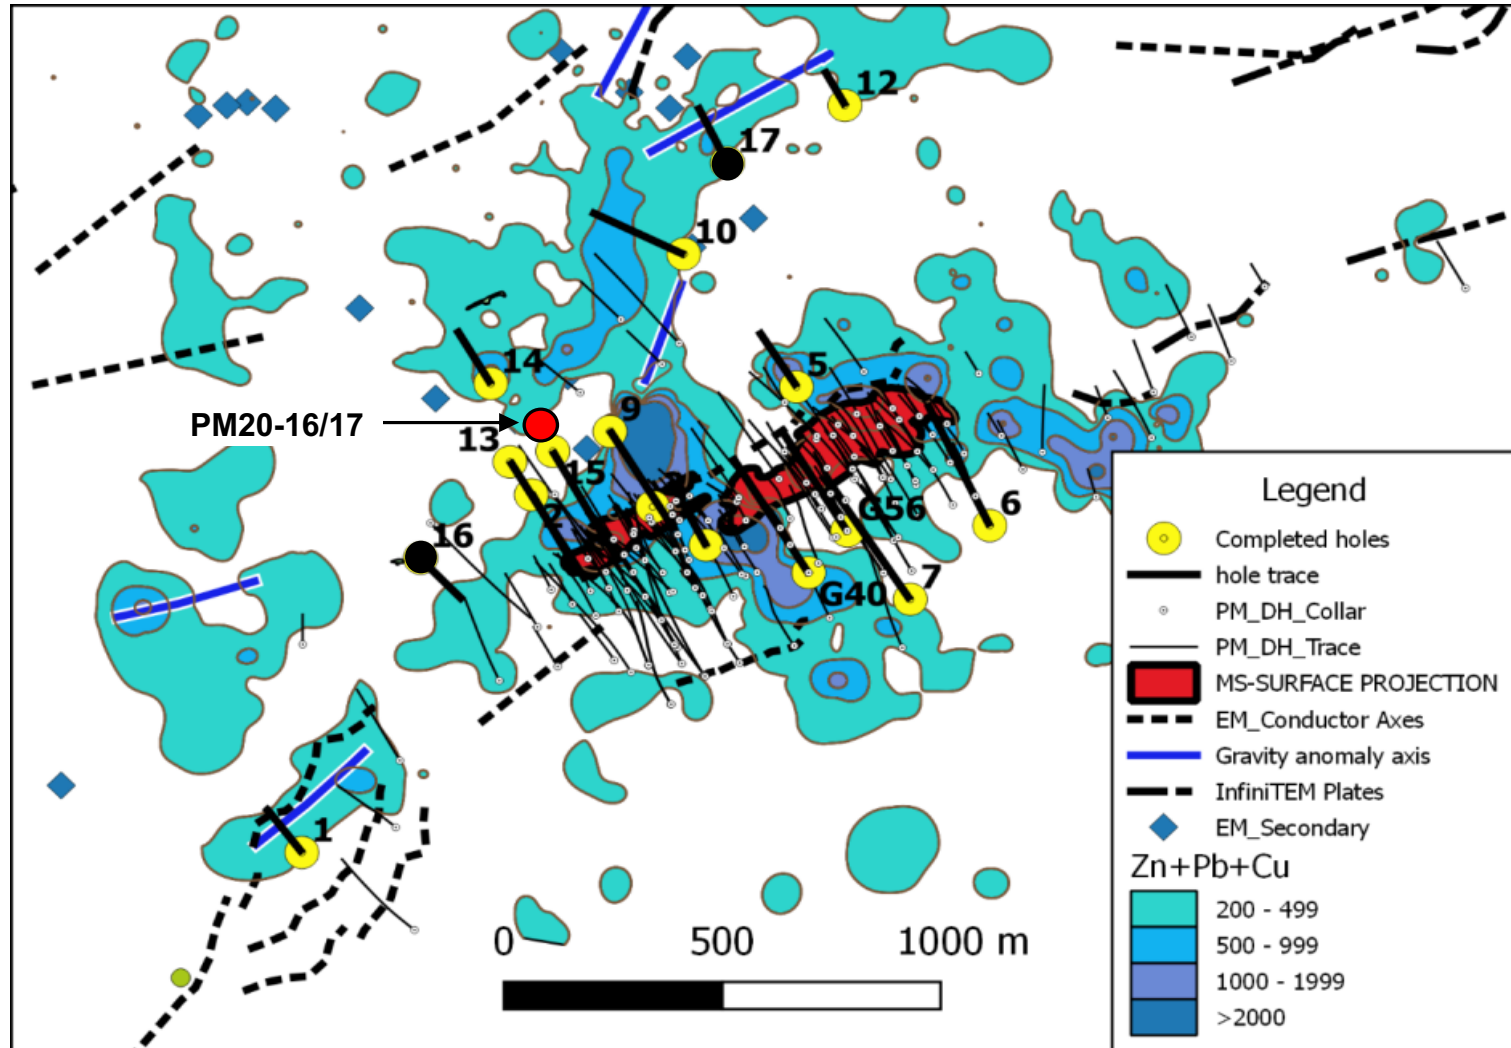 12
17
10
14
5
PM20-16/17
9
13
15
2
G56
6
16
G40
7
1
0 500 1000 m
Legend
Completed holes
hole trace
PM_DH_Collar
PM_DH_Trace
MS-SURFACE PROJECTION
EM_Conductor Axes
Gravity anomaly axis
InfiniTEM Plates
EM_Secondary
Zn+Pb+Cu
200 - 499
500 - 999
1000 - 1999
>2000